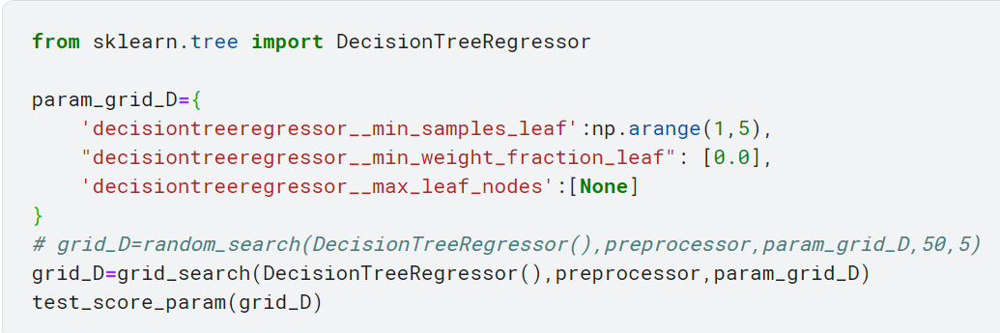 from sklearn.tree import DecisionTreeRegressor
param_grid_D={
    'decisiontreeregressor__min_samples_leaf':np.arange(1,5),
    "decisiontreeregressor__min_weight_fraction_leaf": [0.0],
    'decisiontreeregressor__max_leaf_nodes':[None]
}
# grid_D=random_search(DecisionTreeRegressor(),preprocessor,param_grid_D,50,5)
grid_D=grid_search(DecisionTreeRegressor(),preprocessor,param_grid_D)
test_score_param(grid_D)